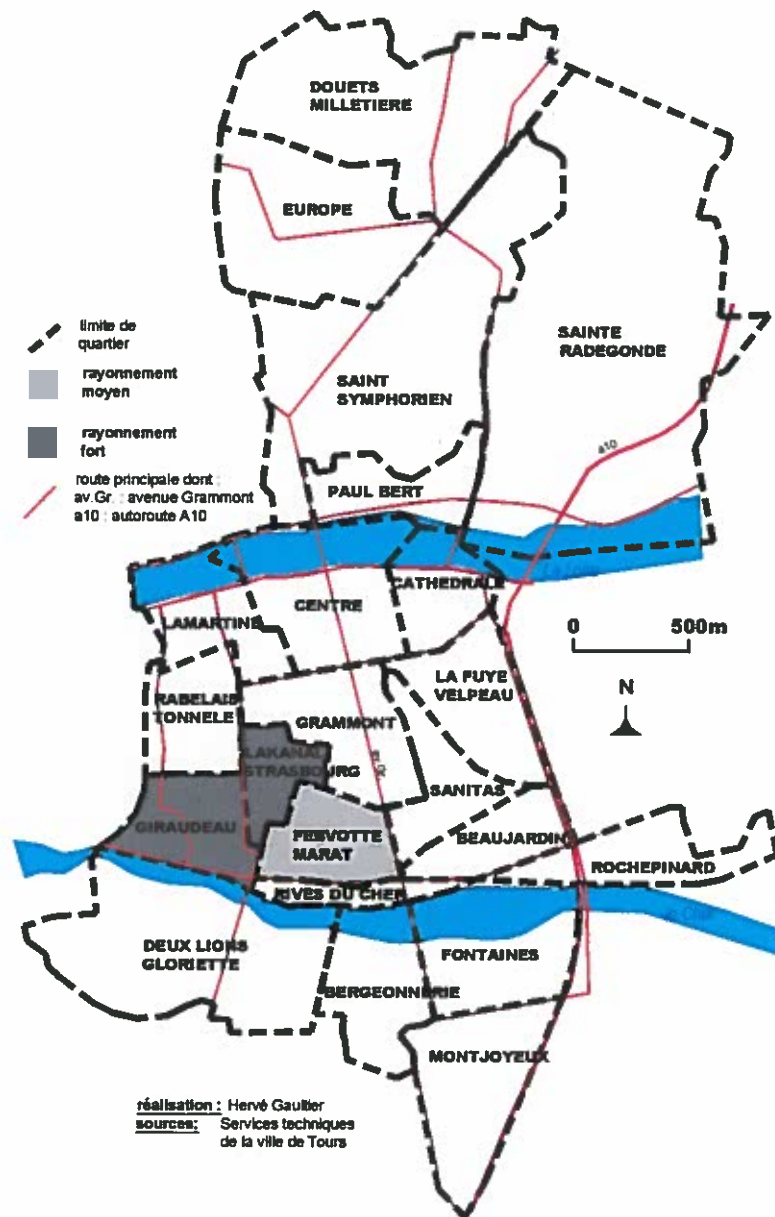 DOUETS
MILLETIERE
EUROPE
limite de
quartier
rayonnement
moyen
rayonnement
fort
route principale dont :
av.Gr. : avenue Grammont
a10 : autoroute A10
SAINTE
RADEGONDE
SAINT
SYMPHORIEN
a10
PAUL BERT
CATHEDRALE
CENTRE
LAMARTINE
0 500m
N
LA FUYE
VELPEAU
RABELAIS
TONNELE
GRAMMONT
LAKANAL
STRASBOURG
SANITAS
GIRAUDEAU
FEBVOTTE
MARAT
BEAUJARDIN
ROCHEPINARD
RIVES DU CHER
le Cher
DEUX LIONS
GLORIETTE
FONTAINES
BERGEONNERIE
MONTJOYEUX
réalisation : Hervé Gaultier
sources: Services techniques
de la ville de Tours